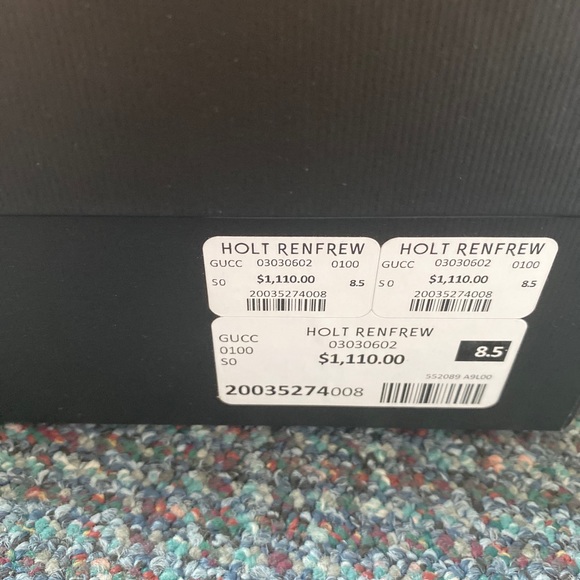 HOLT RENFREW
GUCC 03030602 0100
$1,110.00
S0 8.5
20035274008
HOLT RENFREW
GUCC 03030602 0100
$1,110.00
S0 8.5
20035274008
HOLT RENFREW
GUCC 03030602
0100 $1,110.00 8.5
S0
552089 A9L00
20035274008